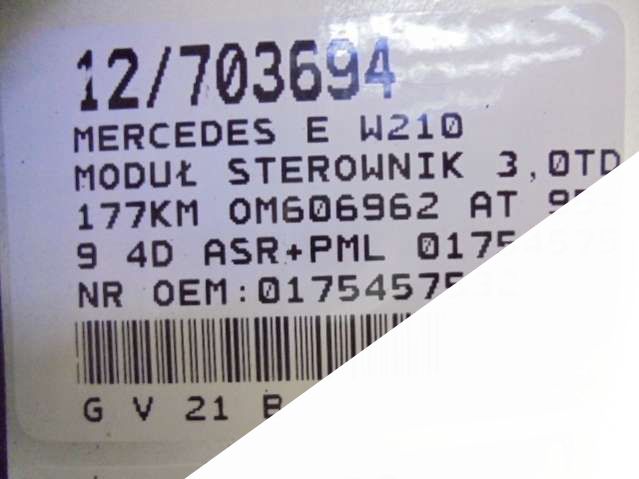 12/703694
MERCEDES E W210
MODUŁ STEROWNIK 3,0TD
177KM OM606962 AT
9 4D ASR+PML
NR OEM:
G V 21 B